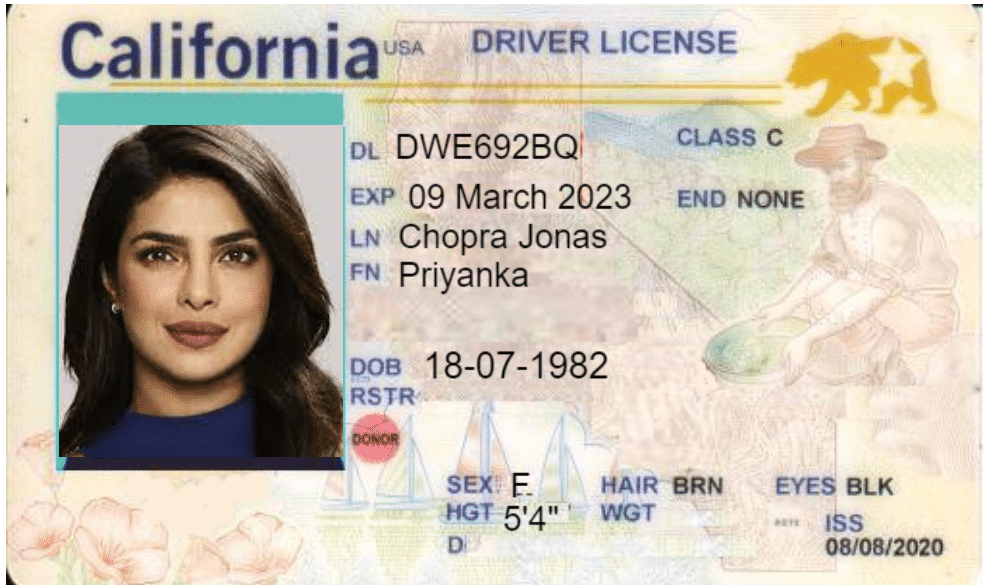 California USA DRIVER LICENSE
DL DWE692BQ CLASS C
EXP 09 March 2023 END NONE
LN Chopra Jonas
FN Priyanka
DOB 18-07-1982
RSTR
DONOR
SEX F HAIR BRN EYES BLK
HGT 5'4" WGT
ISS
D 08/08/2020